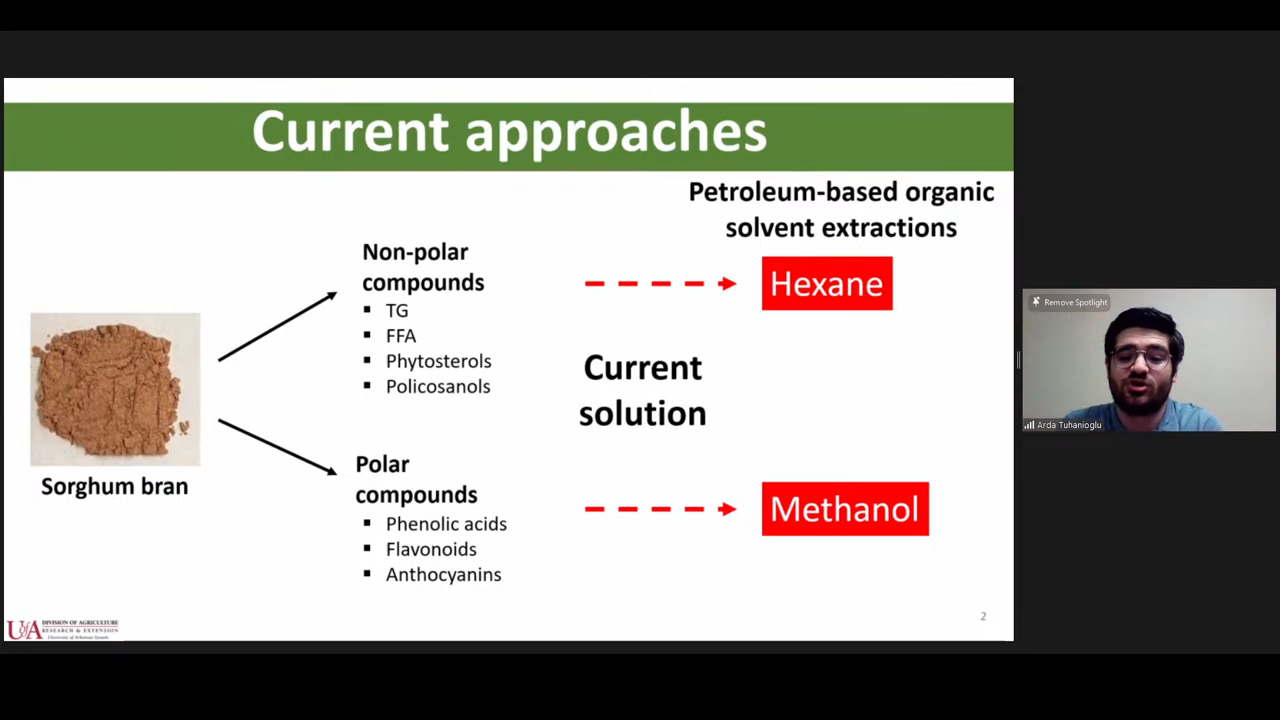 Current approaches
Petroleum-based organic
solvent extractions
Non-polar
compounds
▪ TG
▪ FFA
▪ Phytosterols
▪ Policosanols
Hexane
Current
solution
Sorghum bran
Polar
compounds
▪ Phenolic acids
▪ Flavonoids
▪ Anthocyanins
Methanol
UofA
DIVISION OF AGRICULTURE
RESEARCH & EXTENSION
University of Arkansas System
2
Remove Spotlight
Arda Tuhanioglu